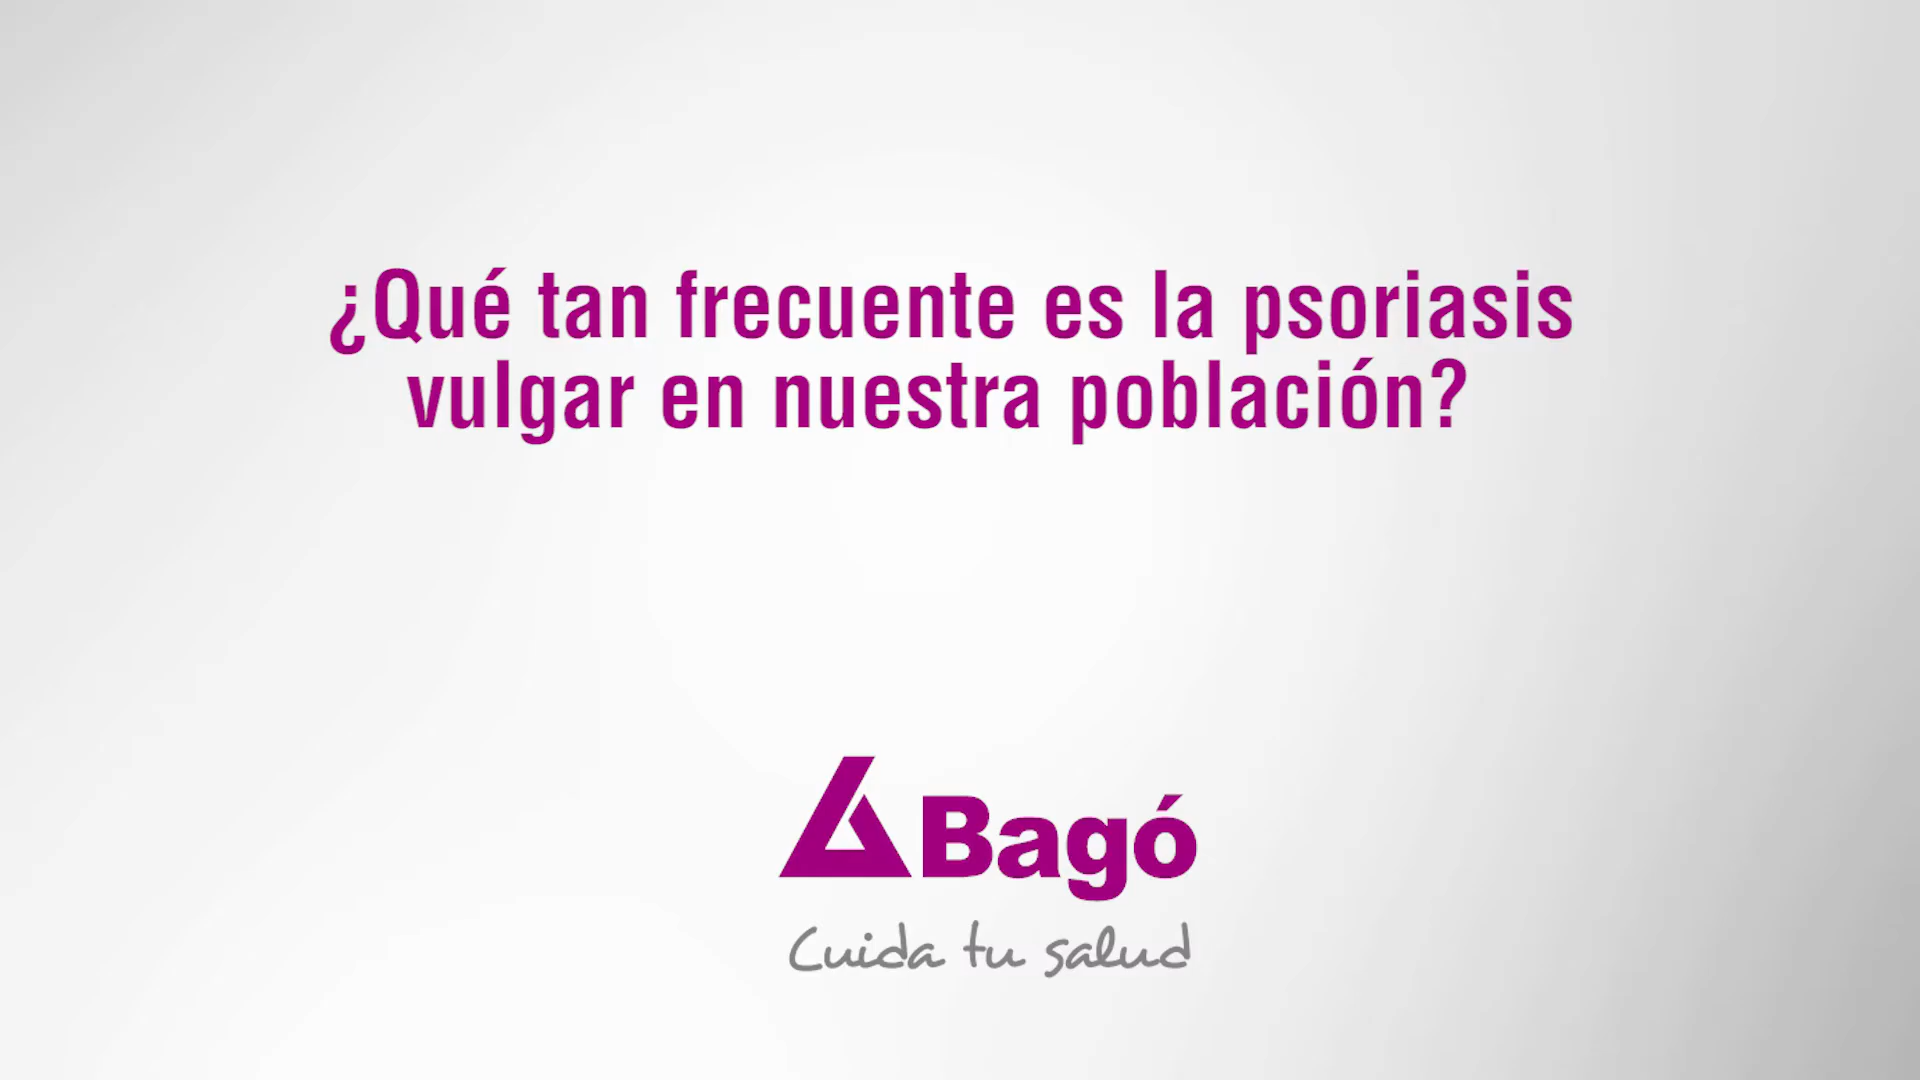 ¿Qué tan frecuente es la psoriasis
vulgar en nuestra población?
Bagó
Cuida tu salud